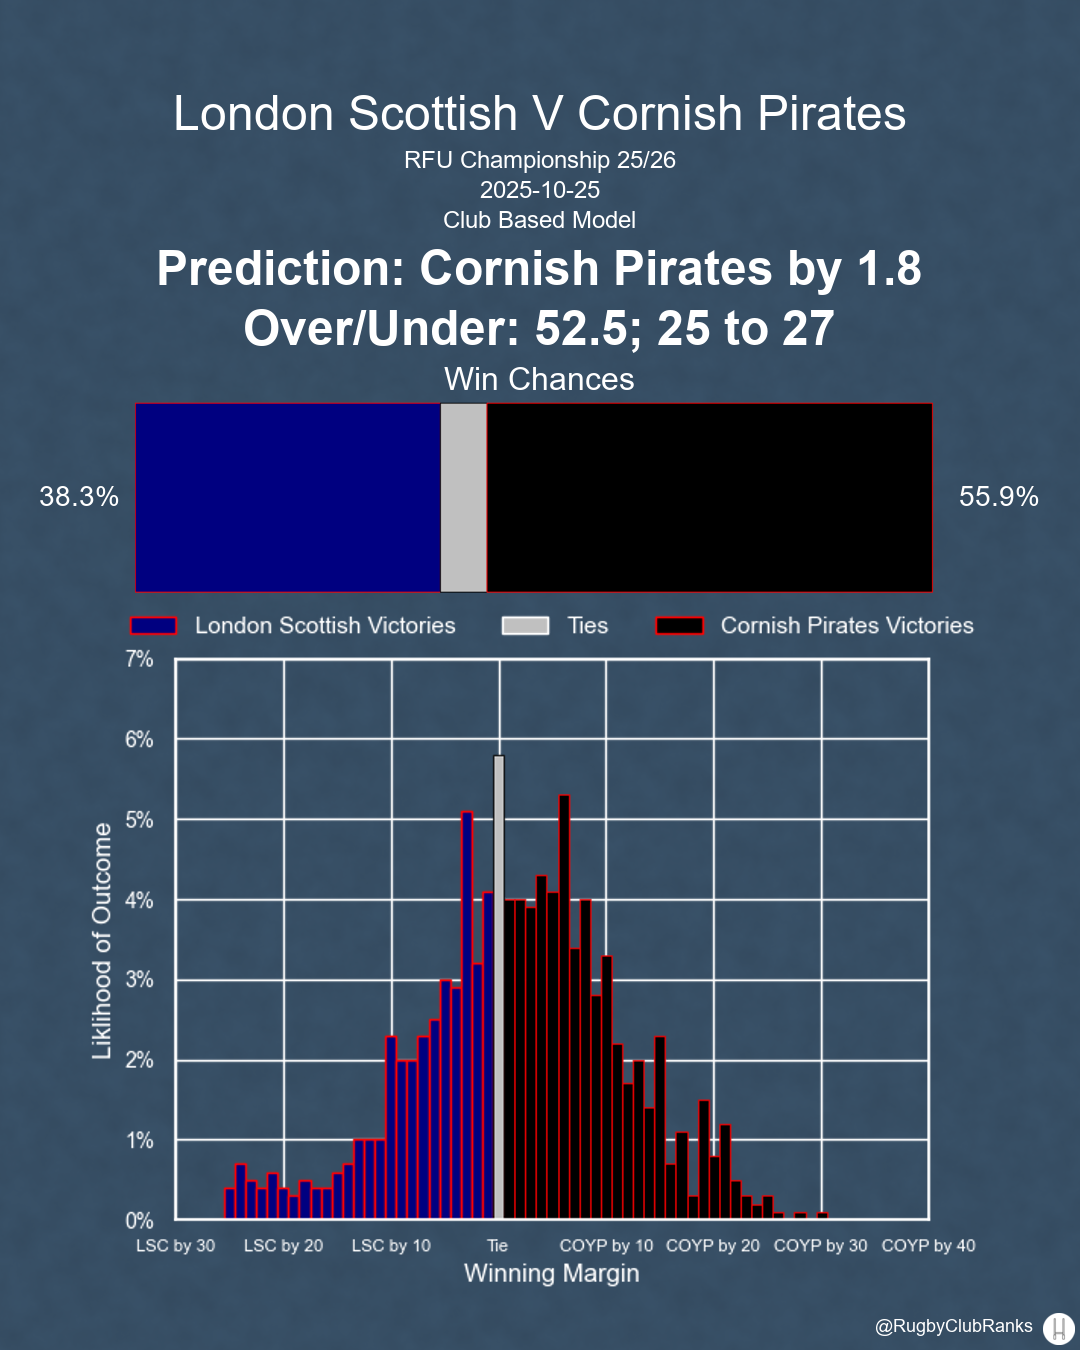 London Scottish V Cornish Pirates
RFU Championship 25/26
2025-10-25
Club Based Model
Prediction: Cornish Pirates by 1.8
Over/Under: 52.5; 25 to 27
Win Chances
38.3%
55.9%
London Scottish Victories
Ties
Cornish Pirates Victories
7%
6%
5%
4%
3%
2%
1%
0%
Liklihood of Outcome
LSC by 30
LSC by 20
LSC by 10
Tie
COYP by 10
COYP by 20
COYP by 30
COYP by 40
Winning Margin
@RugbyClubRanks